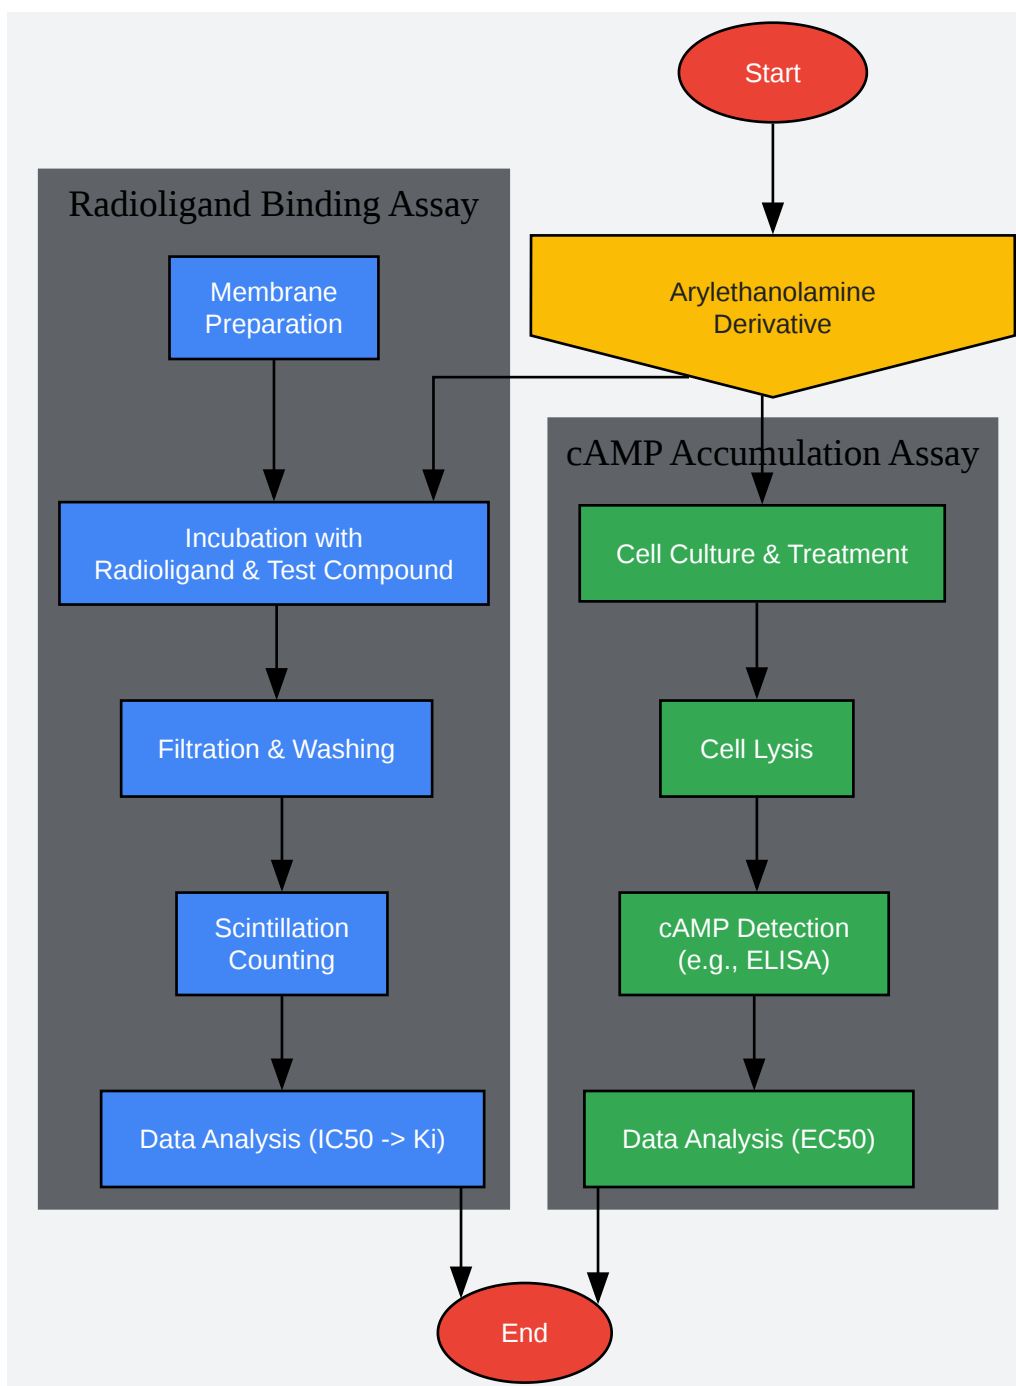 Start
Radioligand Binding Assay
Membrane
Preparation
Arylethanolamine
Derivative
cAMP Accumulation Assay
Incubation with
Radioligand & Test Compound
Cell Culture & Treatment
Filtration & Washing
Cell Lysis
Scintillation
Counting
cAMP Detection
(e.g., ELISA)
Data Analysis (IC50 -> Ki)
Data Analysis (EC50)
End